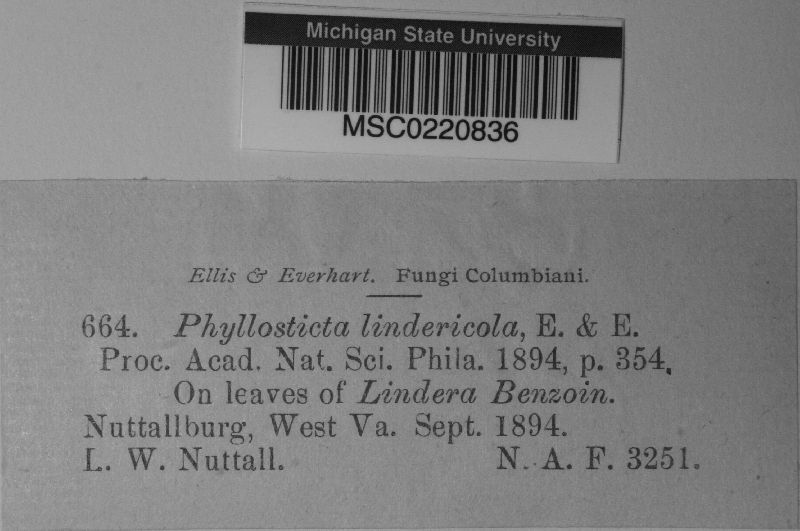 Michigan State University
MSC0220836
Ellis & Everhart. Fungi Columbiani.
664. Phyllosticta lindericola, E. & E.
Proc. Acad. Nat. Sci. Phila. 1894, p. 354.
On leaves of Lindera Benzoin.
Nuttallburg, West Va. Sept. 1894.
L. W. Nuttall. N. A. F. 3251.